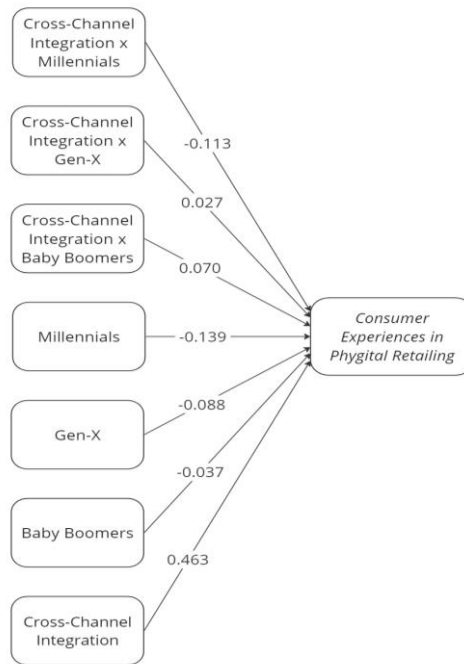 Cross-Channel
Integration x
Millennials
-0.113
Cross-Channel
Integration x
Gen-X
0.027
Cross-Channel
Integration x
Baby Boomers
0.070
Millennials
-0.139
Consumer
Experiences in
Phygital Retailing
Gen-X
-0.088
Baby Boomers
-0.037
Cross-Channel
Integration
0.463